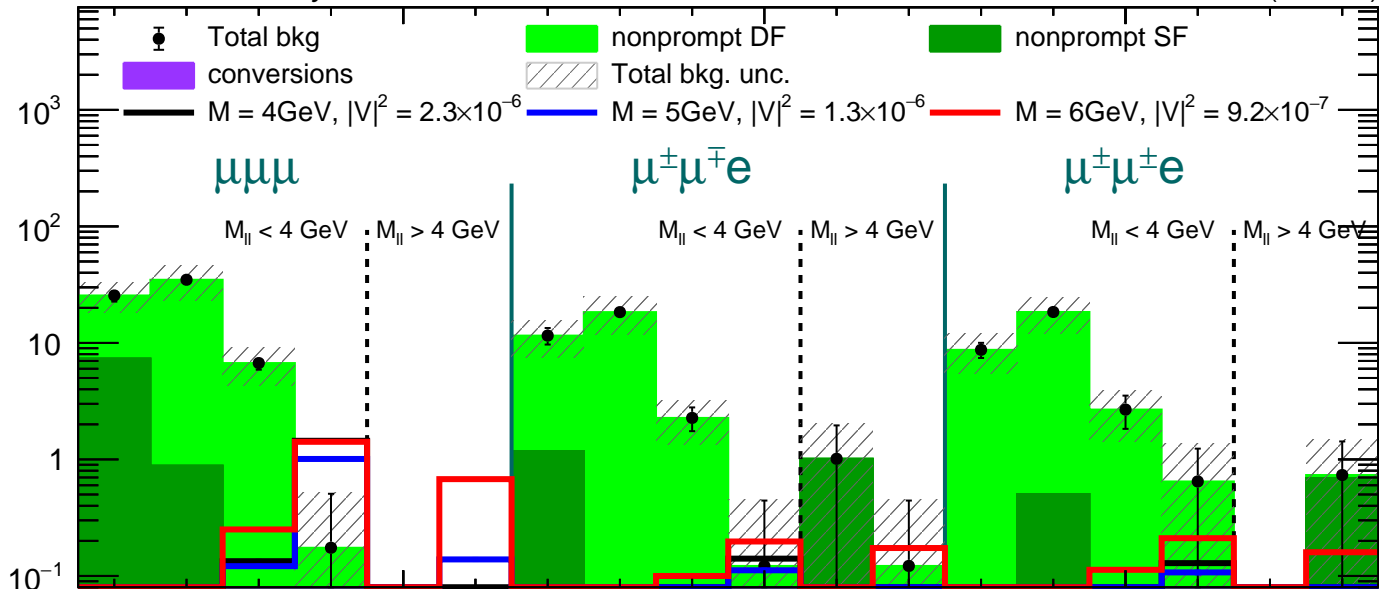 Total bkg nonprompt DF nonprompt SF
conversions Total bkg. unc.
M = 4GeV, |V|² = 2.3×10⁻⁶ M = 5GeV, |V|² = 1.3×10⁻⁶ M = 6GeV, |V|² = 9.2×10⁻⁷
10³
μμμ μ±μ∓e μ±μ±e
10²
M_ll < 4 GeV M_ll > 4 GeV M_ll < 4 GeV M_ll > 4 GeV M_ll < 4 GeV M_ll > 4 GeV
10
1
10⁻¹